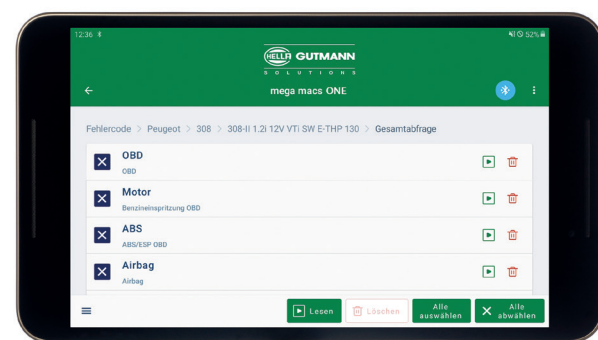 12:36
52%
HELLA GUTMANN
SOLUTIONS
mega macs ONE
Fehlercode > Peugeot > 308 > 308-II 1.2i 12V VTi SW E-THP 130 > Gesamtabfrage
OBD
OBD
Motor
Benzineinspritzung OBD
ABS
ABS/ESP OBD
Airbag
Airbag
Lesen
Löschen
Alle auswählen
Alle abwählen